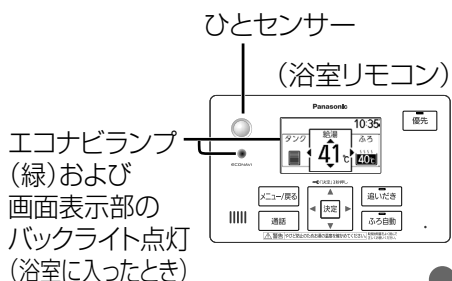 ひとセンサー
(浴室リモコン)
Panasonic
10:35
優先
タンク
給湯
ふろ
41℃
40℃
ECONAVI
エコナビランプ
(緑)および
画面表示部の
バックライト点灯
(浴室に入ったとき)
メニュー/戻る
追いだき
決定
通話
ふろ自動
警告